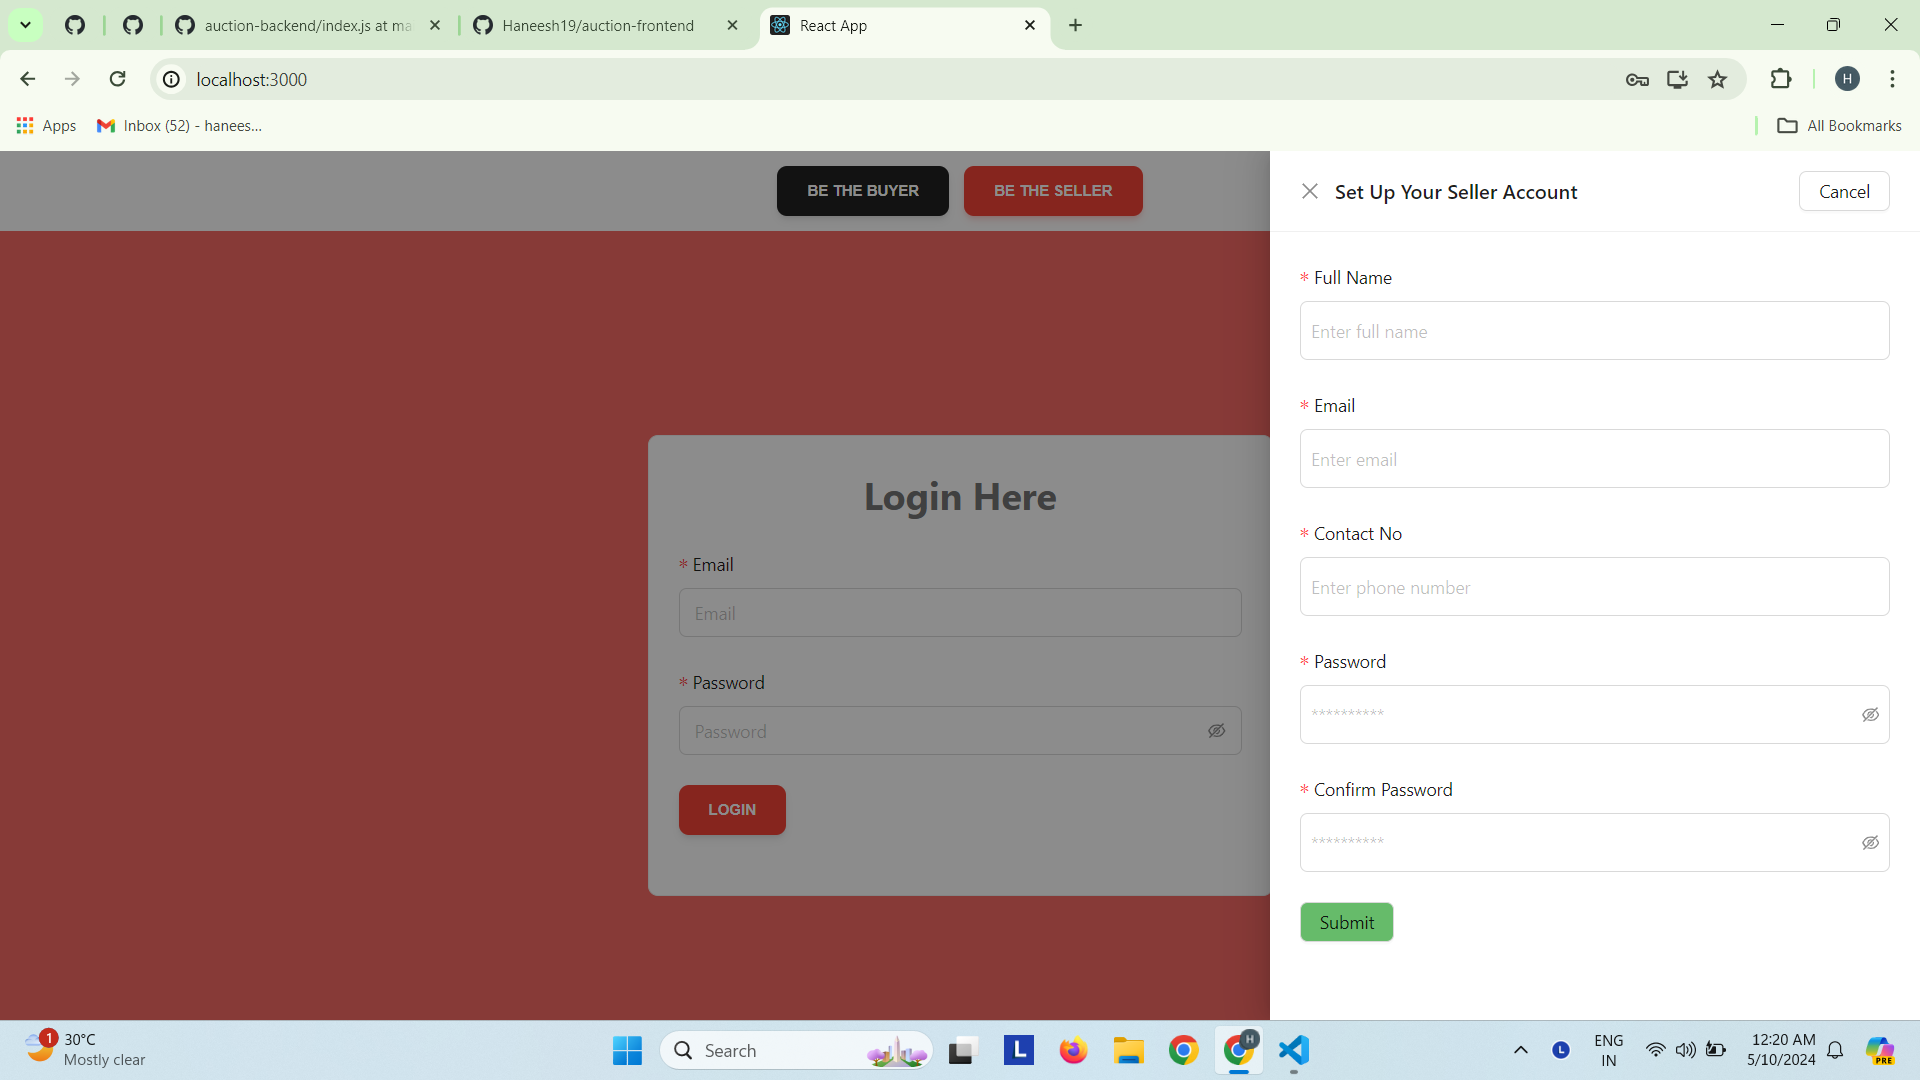 auction-backend/index.js at ma
Haneesh19/auction-frontend
React App
localhost:3000
H
Apps
Inbox (52) - hanees...
All Bookmarks
BE THE BUYER
BE THE SELLER
Login Here
* Email
Email
* Password
Password
LOGIN
Set Up Your Seller Account
Cancel
* Full Name
Enter full name
* Email
Enter email
* Contact No
Enter phone number
* Password
**********
* Confirm Password
**********
Submit
1
30°C
Mostly clear
Search
L
H
L
ENG
IN
12:20 AM
5/10/2024
PRE